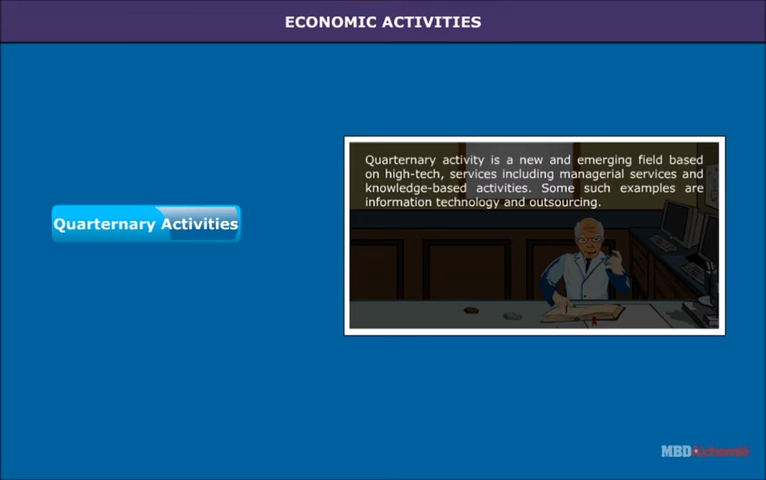 ECONOMIC ACTIVITIES
Quarternary Activities
Quarternary activity is a new and emerging field based
on high-tech, services including managerial services and
knowledge-based activities. Some such examples are
information technology and outsourcing.
MBDAlchemie